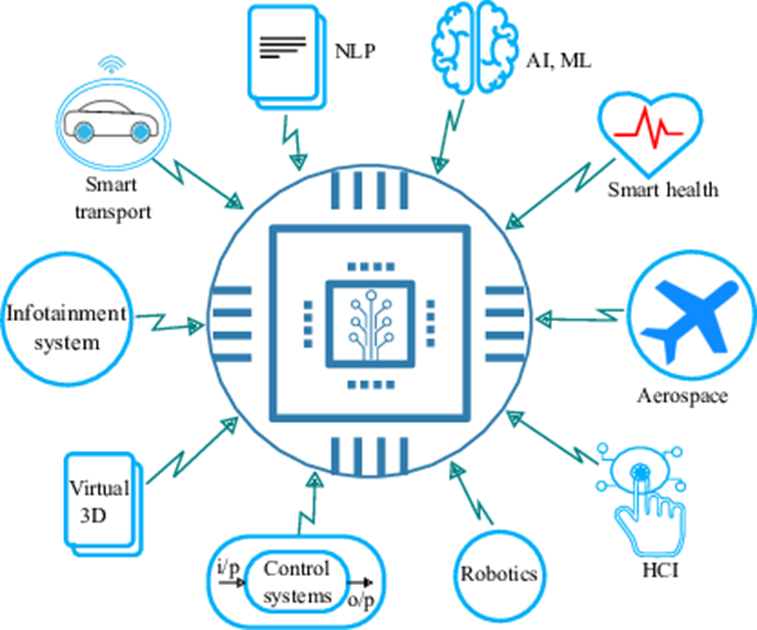 NLP
AI, ML
Smart
transport
Smart health
Infotainment
system
Aerospace
Virtual
3D
i/p
Control
systems
o/p
Robotics
HCI